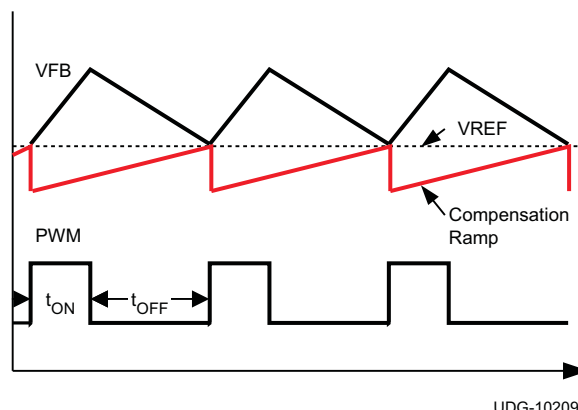 VFB
VREF
Compensation
Ramp
PWM
tON
tOFF
UDG-10209